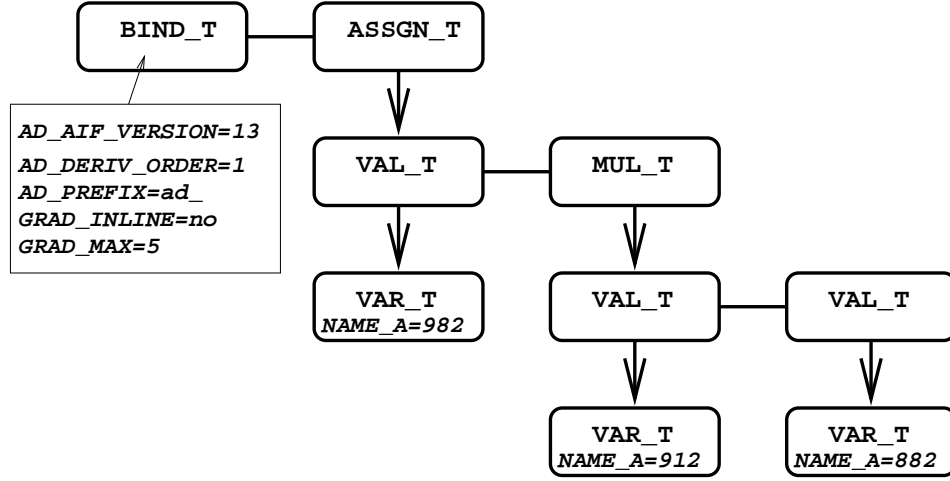 BIND_T
ASSGN_T
AD_AIF_VERSION=13
AD_DERIV_ORDER=1
AD_PREFIX=ad_
GRAD_INLINE=no
GRAD_MAX=5
VAL_T
MUL_T
VAR_T
NAME_A=982
VAL_T
VAL_T
VAR_T
NAME_A=912
VAR_T
NAME_A=882